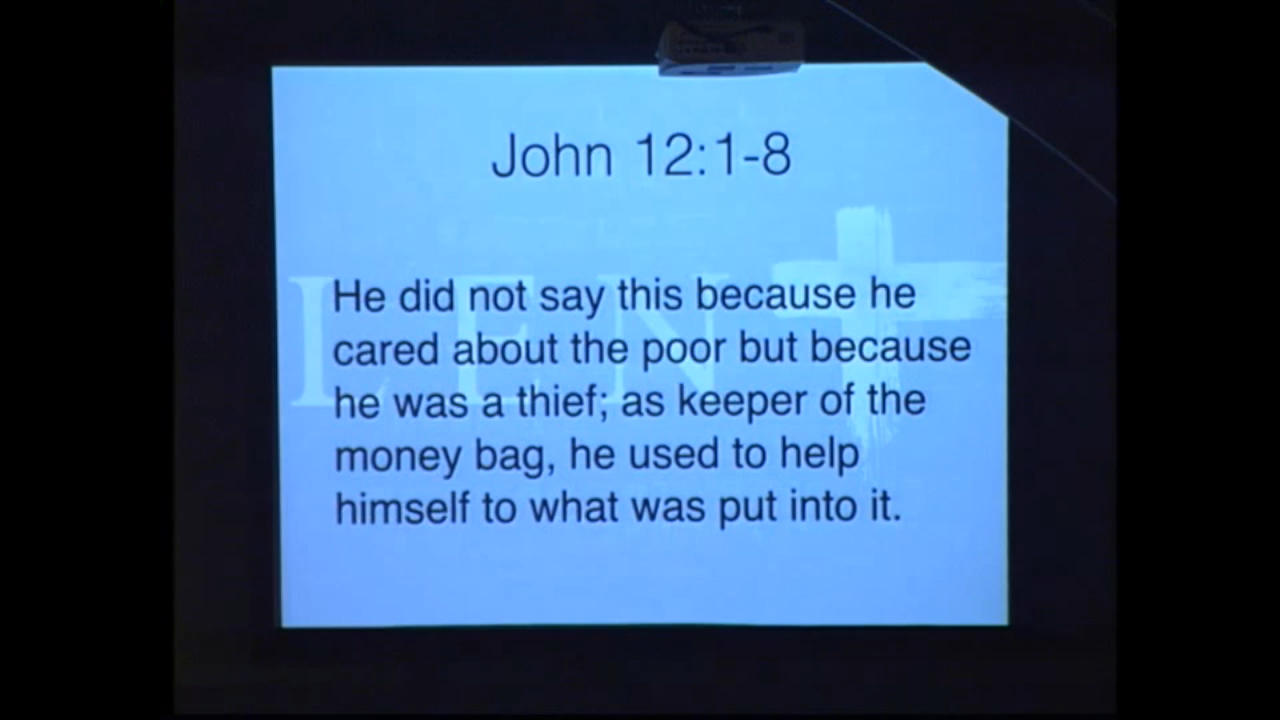 John 12:1-8
LENT
He did not say this because he
cared about the poor but because
he was a thief; as keeper of the
money bag, he used to help
himself to what was put into it.